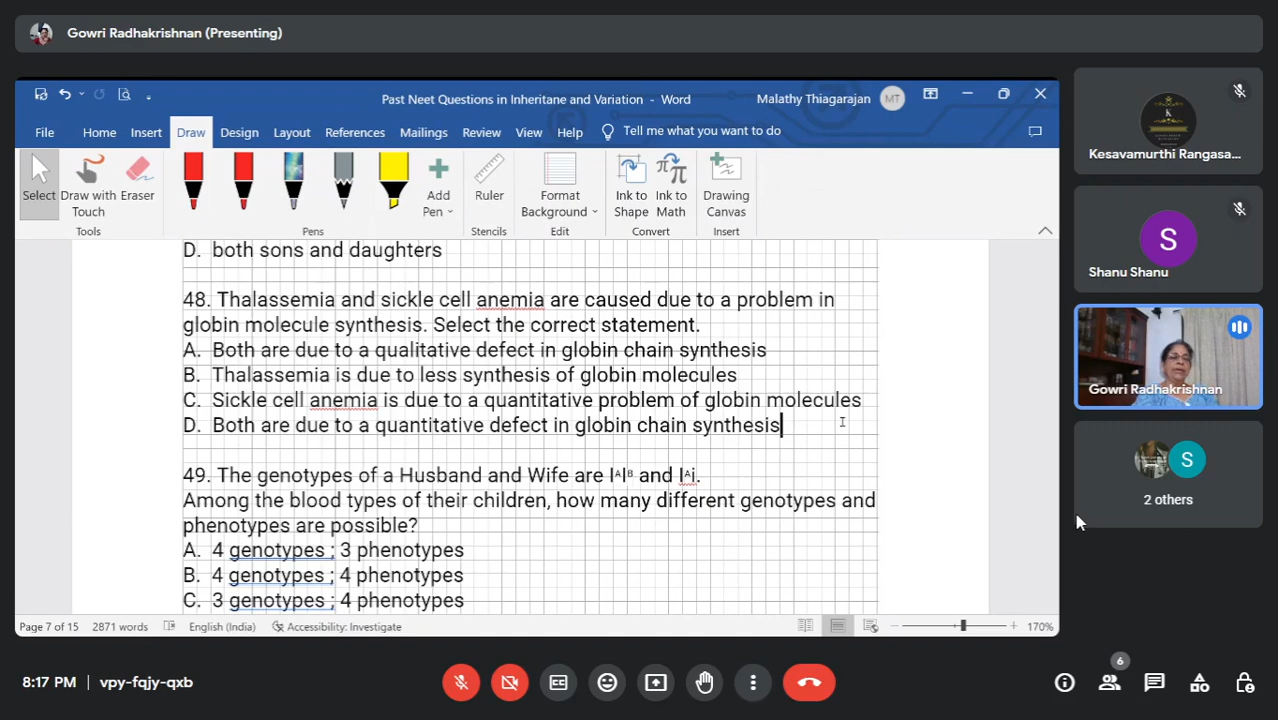 Gowri Radhakrishnan (Presenting)
Past Neet Questions in Inheritane and Variation - Word
Malathy Thiagarajan
MT
File Home Insert Draw Design Layout References Mailings Review View Help Tell me what you want to do
Select
Draw with Touch
Eraser
Tools
Add Pen
Pens
Ruler
Stencils
Format Background
Edit
Ink to Shape
Ink to Math
Convert
Drawing Canvas
Insert
D. both sons and daughters
48. Thalassemia and sickle cell anemia are caused due to a problem in
globin molecule synthesis. Select the correct statement.
A. Both are due to a qualitative defect in globin chain synthesis
B. Thalassemia is due to less synthesis of globin molecules
C. Sickle cell anemia is due to a quantitative problem of globin molecules
D. Both are due to a quantitative defect in globin chain synthesis
49. The genotypes of a Husband and Wife are IᴬIᴮ and Iᴬi.
Among the blood types of their children, how many different genotypes and
phenotypes are possible?
A. 4 genotypes ; 3 phenotypes
B. 4 genotypes ; 4 phenotypes
C. 3 genotypes ; 4 phenotypes
Page 7 of 15 2871 words English (India) Accessibility: Investigate 170%
K
Kesavamurthi Rangasa...
S
Shanu Shanu
Gowri Radhakrishnan
S
2 others
8:17 PM | vpy-fqjy-qxb
CC
6